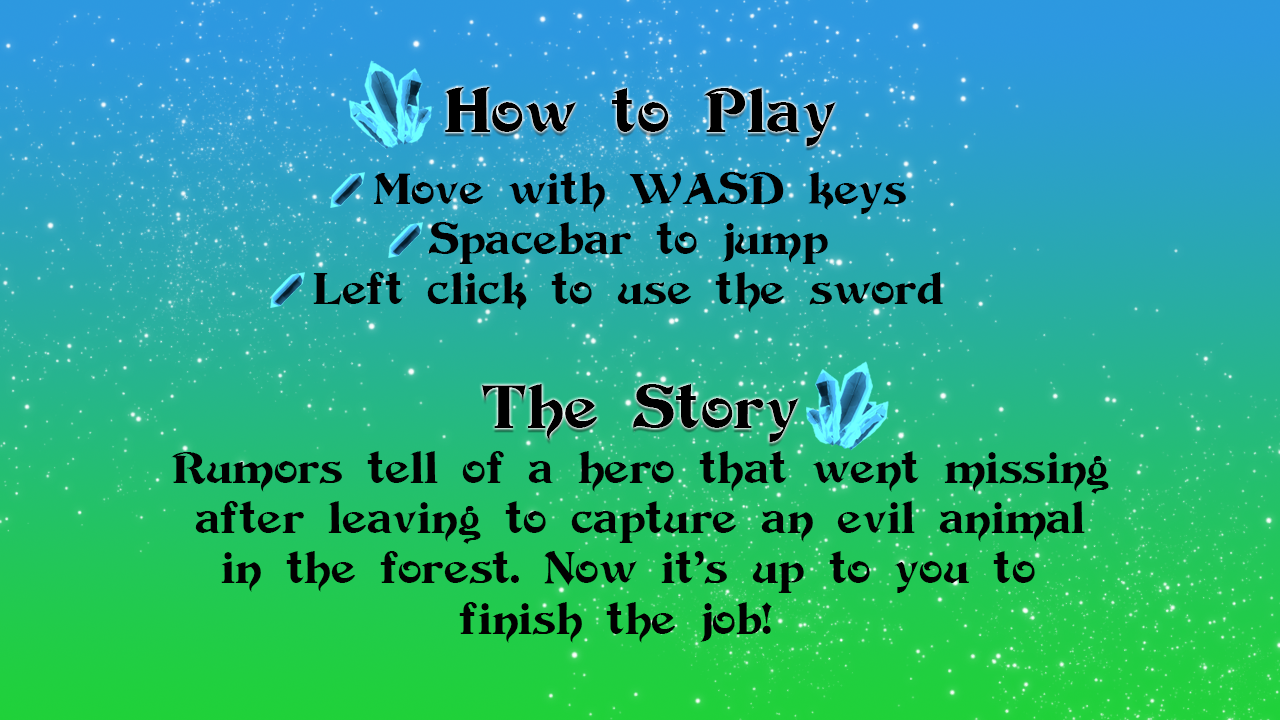 How to Play
Move with WASD keys
Spacebar to jump
Left click to use the sword
The Story
Rumors tell of a hero that went missing
after leaving to capture an evil animal
in the forest. Now it's up to you to
finish the job!